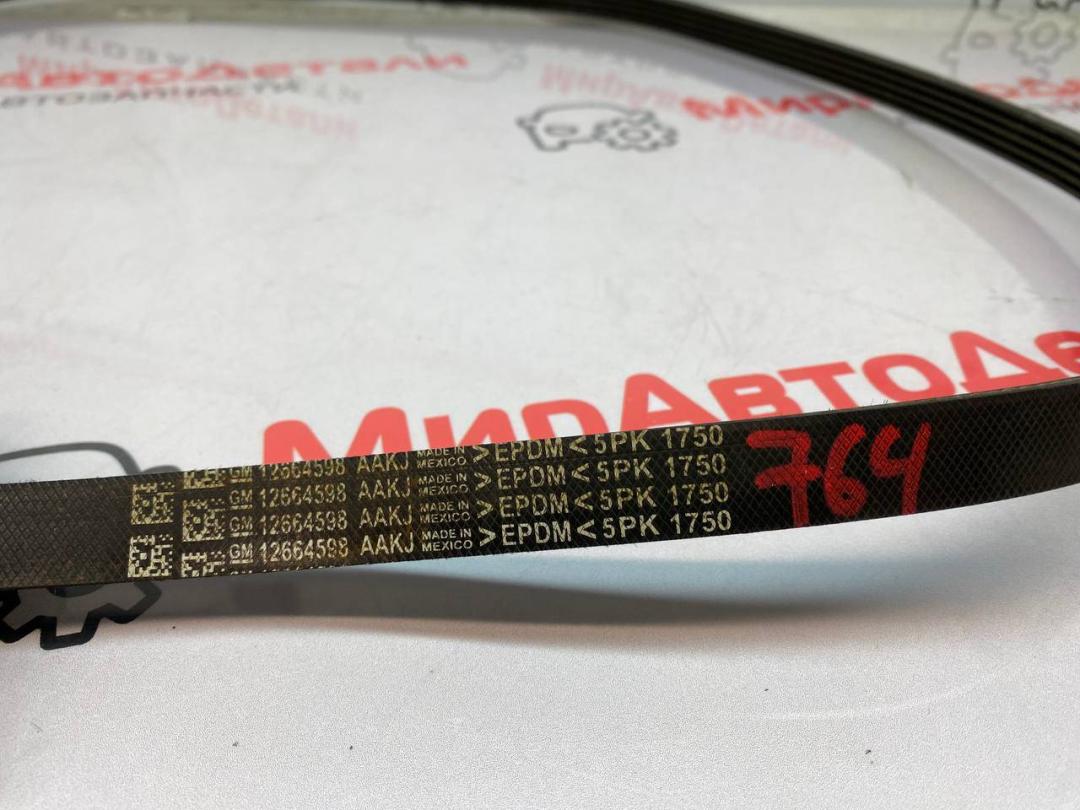 МирАвтоДетали
АВТОЗАПЧАСТИ
МирАвтоДе
GM 12664598 AAKJ MADE IN MEXICO >EPDM< 5PK 1750
GM 12664598 AAKJ MADE IN MEXICO >EPDM< 5PK 1750
GM 12664598 AAKJ MADE IN MEXICO >EPDM< 5PK 1750
GM 12664598 AAKJ MADE IN MEXICO >EPDM< 5PK 1750
764